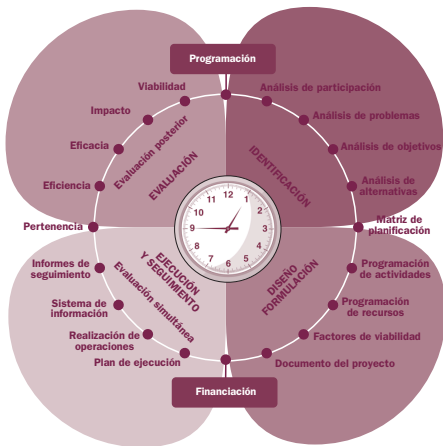 Programación
Viabilidad
Análisis de participación
Impacto
Análisis de problemas
Eficacia
Evaluación posterior
EVALUACIÓN
IDENTIFICACIÓN
Análisis de objetivos
Eficiencia
Análisis de
alternativas
12
1
2
3
4
5
6
7
8
9
10
11
Pertenencia
Matriz de
planificación
Informes de
seguimiento
EJECUCIÓN
Y SEGUIMIENTO
Evaluación simultánea
DISEÑO
FORMULACIÓN
Programación
de actividades
Sistema de
información
Programación
de recursos
Realización de
operaciones
Factores de viabilidad
Plan de ejecución
Documento del proyecto
Financiación